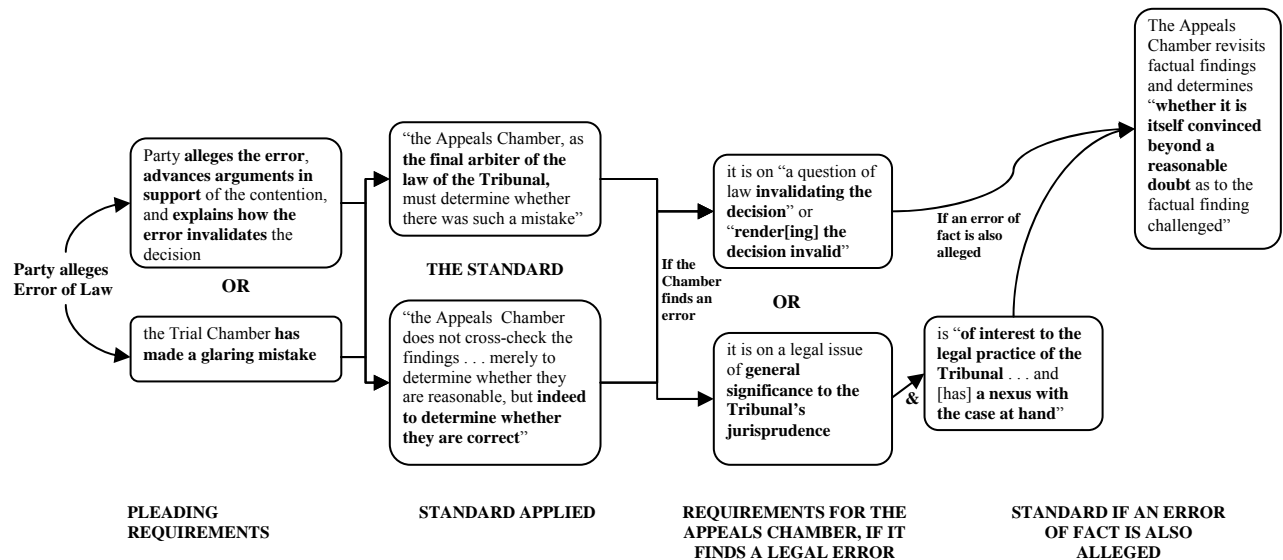 Party alleges
Error of Law
Party alleges the error,
advances arguments in
support of the contention,
and explains how the
error invalidates the
decision
OR
the Trial Chamber has
made a glaring mistake
PLEADING
REQUIREMENTS
“the Appeals Chamber, as
the final arbiter of the
law of the Tribunal,
must determine whether
there was such a mistake”
THE STANDARD
“the Appeals Chamber
does not cross-check the
findings . . . merely to
determine whether they
are reasonable, but indeed
to determine whether
they are correct”
STANDARD APPLIED
If the
Chamber
finds an
error
it is on “a question of
law invalidating the
decision” or
“render[ing] the
decision invalid”
OR
it is on a legal issue
of general
significance to the
Tribunal’s
jurisprudence
&
is “of interest to the
legal practice of the
Tribunal . . . and
[has] a nexus with
the case at hand”
REQUIREMENTS FOR THE
APPEALS CHAMBER, IF IT
FINDS A LEGAL ERROR
If an error of
fact is also
alleged
The Appeals
Chamber revisits
factual findings
and determines
“whether it is
itself convinced
beyond a
reasonable
doubt as to the
factual finding
challenged”
STANDARD IF AN ERROR
OF FACT IS ALSO
ALLEGED